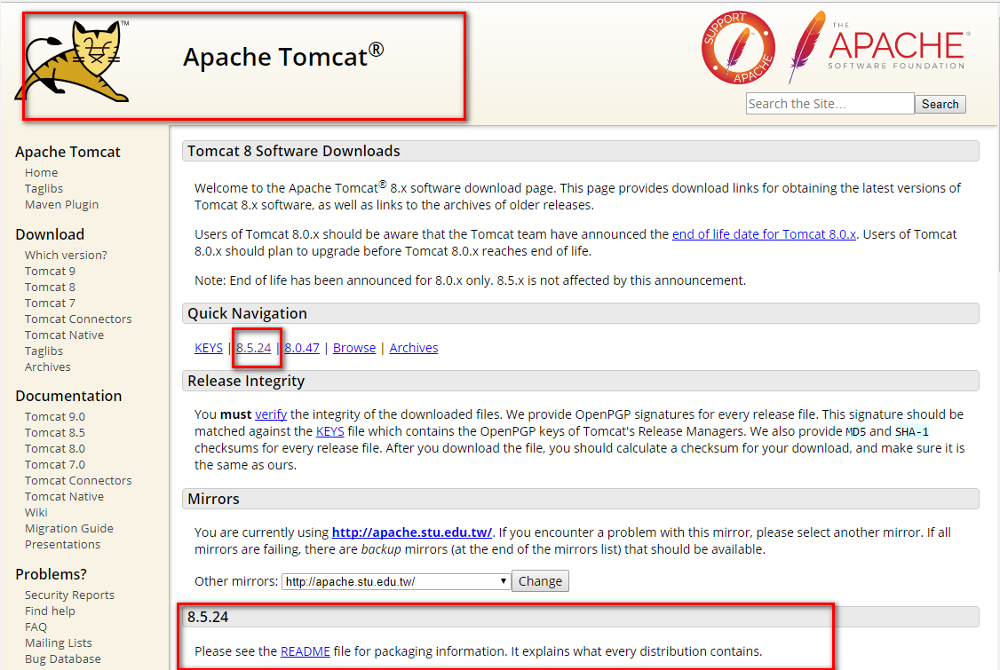 TM
Apache Tomcat®
SUPPORT APACHE
THE
APACHE®
SOFTWARE FOUNDATION
Search the Site...
Search
Apache Tomcat
Home
Taglibs
Maven Plugin
Download
Which version?
Tomcat 9
Tomcat 8
Tomcat 7
Tomcat Connectors
Tomcat Native
Taglibs
Archives
Documentation
Tomcat 9.0
Tomcat 8.5
Tomcat 8.0
Tomcat 7.0
Tomcat Connectors
Tomcat Native
Wiki
Migration Guide
Presentations
Problems?
Security Reports
Find help
FAQ
Mailing Lists
Bug Database
Tomcat 8 Software Downloads
Welcome to the Apache Tomcat® 8.x software download page. This page provides download links for obtaining the latest versions of
Tomcat 8.x software, as well as links to the archives of older releases.
Users of Tomcat 8.0.x should be aware that the Tomcat team have announced the end of life date for Tomcat 8.0.x. Users of Tomcat
8.0.x should plan to upgrade before Tomcat 8.0.x reaches end of life.
Note: End of life has been announced for 8.0.x only. 8.5.x is not affected by this announcement.
Quick Navigation
KEYS | 8.5.24 | 8.0.47 | Browse | Archives
Release Integrity
You must verify the integrity of the downloaded files. We provide OpenPGP signatures for every release file. This signature should be
matched against the KEYS file which contains the OpenPGP keys of Tomcat's Release Managers. We also provide MD5 and SHA-1
checksums for every release file. After you download the file, you should calculate a checksum for your download, and make sure it is
the same as ours.
Mirrors
You are currently using http://apache.stu.edu.tw/. If you encounter a problem with this mirror, please select another mirror. If all
mirrors are failing, there are backup mirrors (at the end of the mirrors list) that should be available.
Other mirrors: http://apache.stu.edu.tw/ Change
8.5.24
Please see the README file for packaging information. It explains what every distribution contains.